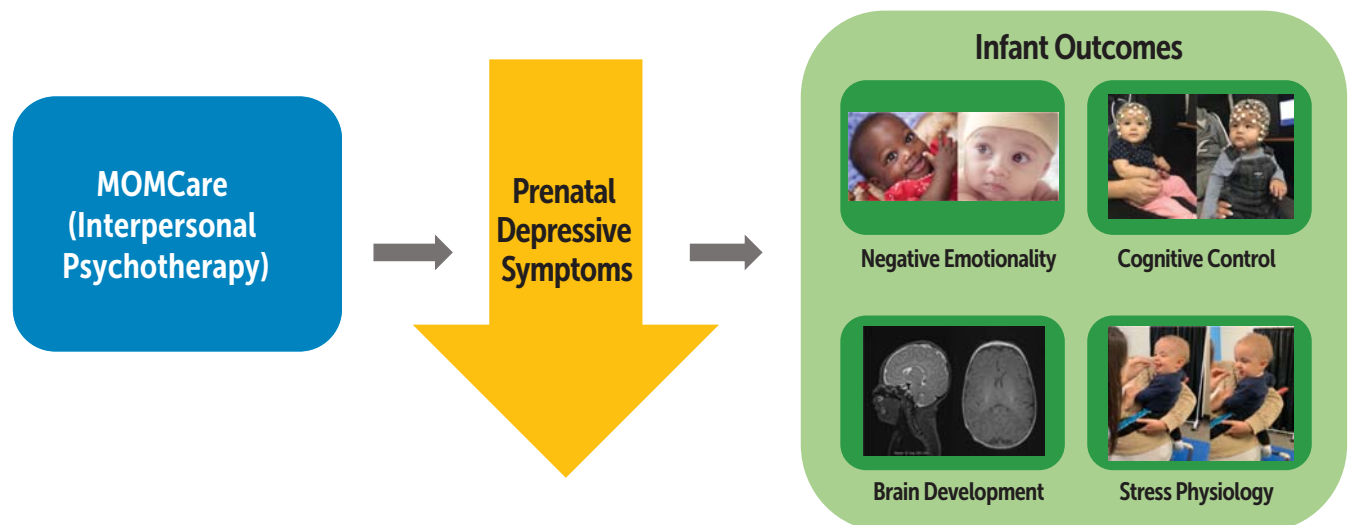 MOMCare
(Interpersonal
Psychotherapy)
Prenatal
Depressive
Symptoms
Infant Outcomes
Negative Emotionality
Cognitive Control
Brain Development
Stress Physiology